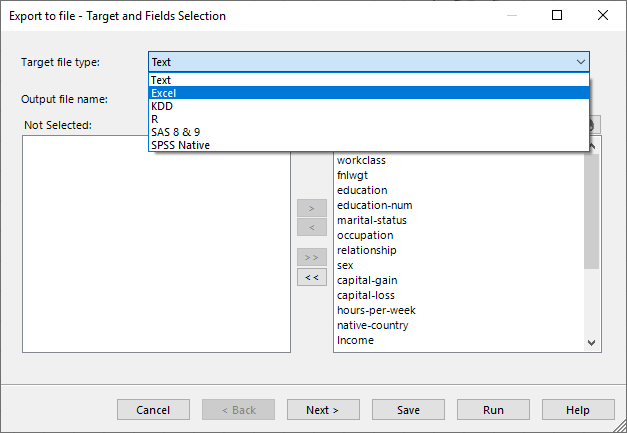 Export to file - Target and Fields Selection
Target file type:
Text
Text
Excel
KDD
R
SAS 8 & 9
SPSS Native
Output file name:
Not Selected:
>
<
>>
<<
workclass
fnlwgt
education
education-num
marital-status
occupation
relationship
sex
capital-gain
capital-loss
hours-per-week
native-country
Income
Cancel
< Back
Next >
Save
Run
Help